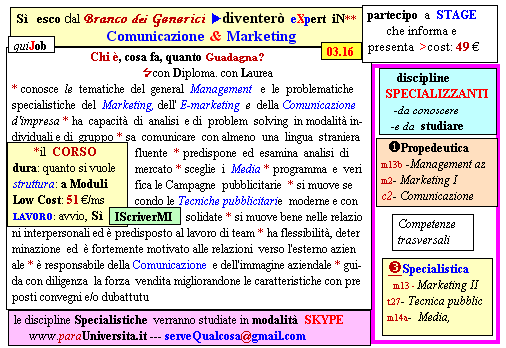 Sì esco dal Branco dei Generici ►diventerò eXpert iN**
Comunicazione & Marketing
quiJob
03.16
partecipo a STAGE
che informa e
presenta >cost: 49 €
Chi è, cosa fa, quanto Guadagna?
con Diploma. con Laurea
* conosce le tematiche del general Management e le problematiche
specialistiche del Marketing, dell' E-marketing e della Comunicazione
d'impresa * ha capacità di analisi e di problem solving in modalità in-
dividuali e di gruppo * sa comunicare con almeno una lingua straniera
fluente * predispone ed esamina analisi di
mercato * sceglie i Media * programma e veri
fica le Campagne pubblicitarie * si muove se
condo le Tecniche pubblicitarie moderne e con
solidate * si muove bene nelle relazio
ni interpersonali ed è predisposto al lavoro di team * ha flessibilità, deter
minazione ed è fortemente motivato alle relazioni verso l'esterno azien
ale * è responsabile della Comunicazione e dell'immagine aziendale * gui-
da con diligenza la forza vendita migliorandone le caratteristiche con pre
posti convegni e/o dubattutu
*il CORSO
dura: quanto si vuole
struttura: a Moduli
Low Cost: 51 €/ms
LAVORO: avvio, Sì
IScriverMI
discipline
SPECIALIZZANTI
-da conoscere
-e da studiare
❶Propedeutica
m13b -Management az
m2- Marketing I
c2- Comunicazione
Competenze
trasversali
❸Specialistica
m13 - Marketing II
t27- Tecnica pubblic
m14a- Media,
le discipline Specialistiche verranno studiate in modalità SKYPE
www.paraUniversita.it --- serveQualcosa@gmail.com